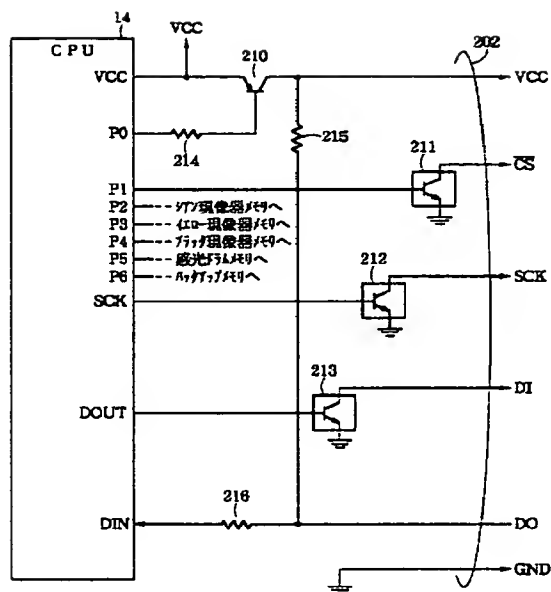 14
CPU
VCC
VCC
210
202
VCC
P0
214
215
211
C̅S̅
P1
P2 --- シアン現像器メモリへ
P3 --- イエロー現像器メモリへ
P4 --- ブラック現像器メモリへ
P5 --- 感光ドラムメモリへ
P6 --- バックアップメモリへ
212
SCK
SCK
213
DI
DOUT
216
DIN
DO
GND